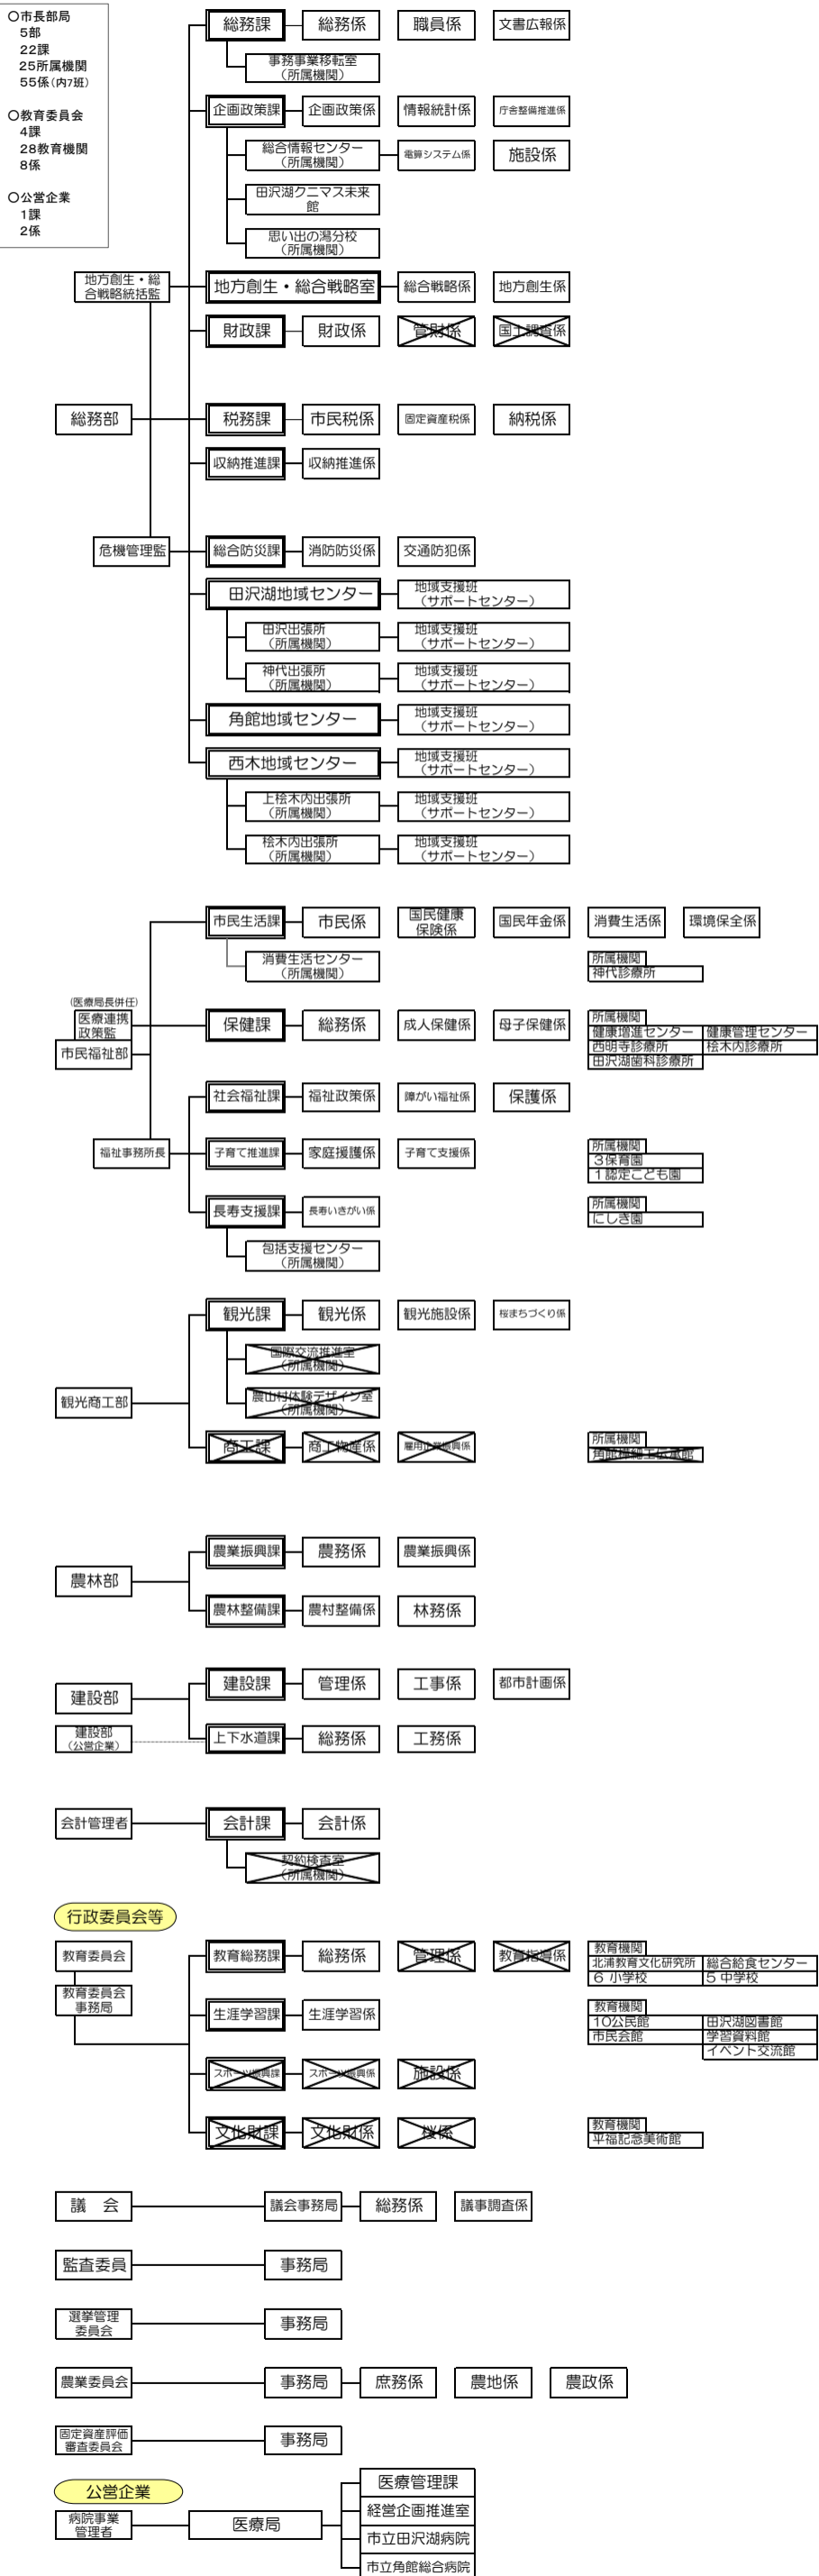 ○市長部局
5部
22課
25所属機関
55係(内7班)
○教育委員会
4課
28教育機関
8係
○公営企業
1課
2係
総務課 総務係 職員係 文書広報係
事務事業移転室
(所属機関)
企画政策課 企画政策係 情報統計係 庁舎整備推進係
総合情報センター
(所属機関)
電算システム係 施設係
田沢湖クニマス未来
館
思い出の潟分校
(所属機関)
地方創生・総
合戦略統括監
地方創生・総合戦略室 総合戦略係 地方創生係
財政課 財政係 管財係 国土調査係
総務部 税務課 市民税係 固定資産税係 納税係
収納推進課 収納推進係
危機管理監 総合防災課 消防防災係 交通防犯係
田沢湖地域センター
地域支援班
(サポートセンター)
田沢出張所
(所属機関)
地域支援班
(サポートセンター)
神代出張所
(所属機関)
地域支援班
(サポートセンター)
角館地域センター
地域支援班
(サポートセンター)
西木地域センター
地域支援班
(サポートセンター)
上桧木内出張所
(所属機関)
地域支援班
(サポートセンター)
桧木内出張所
(所属機関)
地域支援班
(サポートセンター)
市民生活課 市民係
国民健康
保険係
国民年金係 消費生活係 環境保全係
消費生活センター
(所属機関)
所属機関
神代診療所
(医療局長併任)
医療連携
政策監
市民福祉部
保健課 総務係 成人保健係 母子保健係
所属機関
健康増進センター 健康管理センター
西明寺診療所 桧木内診療所
田沢湖歯科診療所
社会福祉課 福祉政策係 障がい福祉係 保護係
福祉事務所長 子育て推進課 家庭援護係 子育て支援係
所属機関
3保育園
1認定こども園
長寿支援課 長寿いきがい係
所属機関
にしき園
包括支援センター
(所属機関)
観光課 観光係 観光施設係 桜まちづくり係
国際交流推進室
(所属機関)
観光商工部
農山村体験デザイン室
(所属機関)
商工課 商工物産係 雇用企業振興係
所属機関
角館樺細工伝承館
農林部
農業振興課 農務係 農業振興係
農林整備課 農村整備係 林務係
建設部
建設課 管理係 工事係 都市計画係
建設部
(公営企業)
上下水道課 総務係 工務係
会計管理者 会計課 会計係
契約検査室
(所属機関)
行政委員会等
教育委員会
教育委員会
事務局
教育総務課 総務係 管理係 教育指導係
教育機関
北浦教育文化研究所 総合給食センター
6 小学校 5 中学校
生涯学習課 生涯学習係
教育機関
10公民館 田沢湖図書館
市民会館 学習資料館
イベント交流館
スポーツ振興課 スポーツ振興係 施設係
文化財課 文化財係 桜係
教育機関
平福記念美術館
議 会 議会事務局 総務係 議事調査係
監査委員 事務局
選挙管理
委員会
事務局
農業委員会 事務局 庶務係 農地係 農政係
固定資産評価
審査委員会
事務局
公営企業
病院事業
管理者
医療局
医療管理課
経営企画推進室
市立田沢湖病院
市立角館総合病院